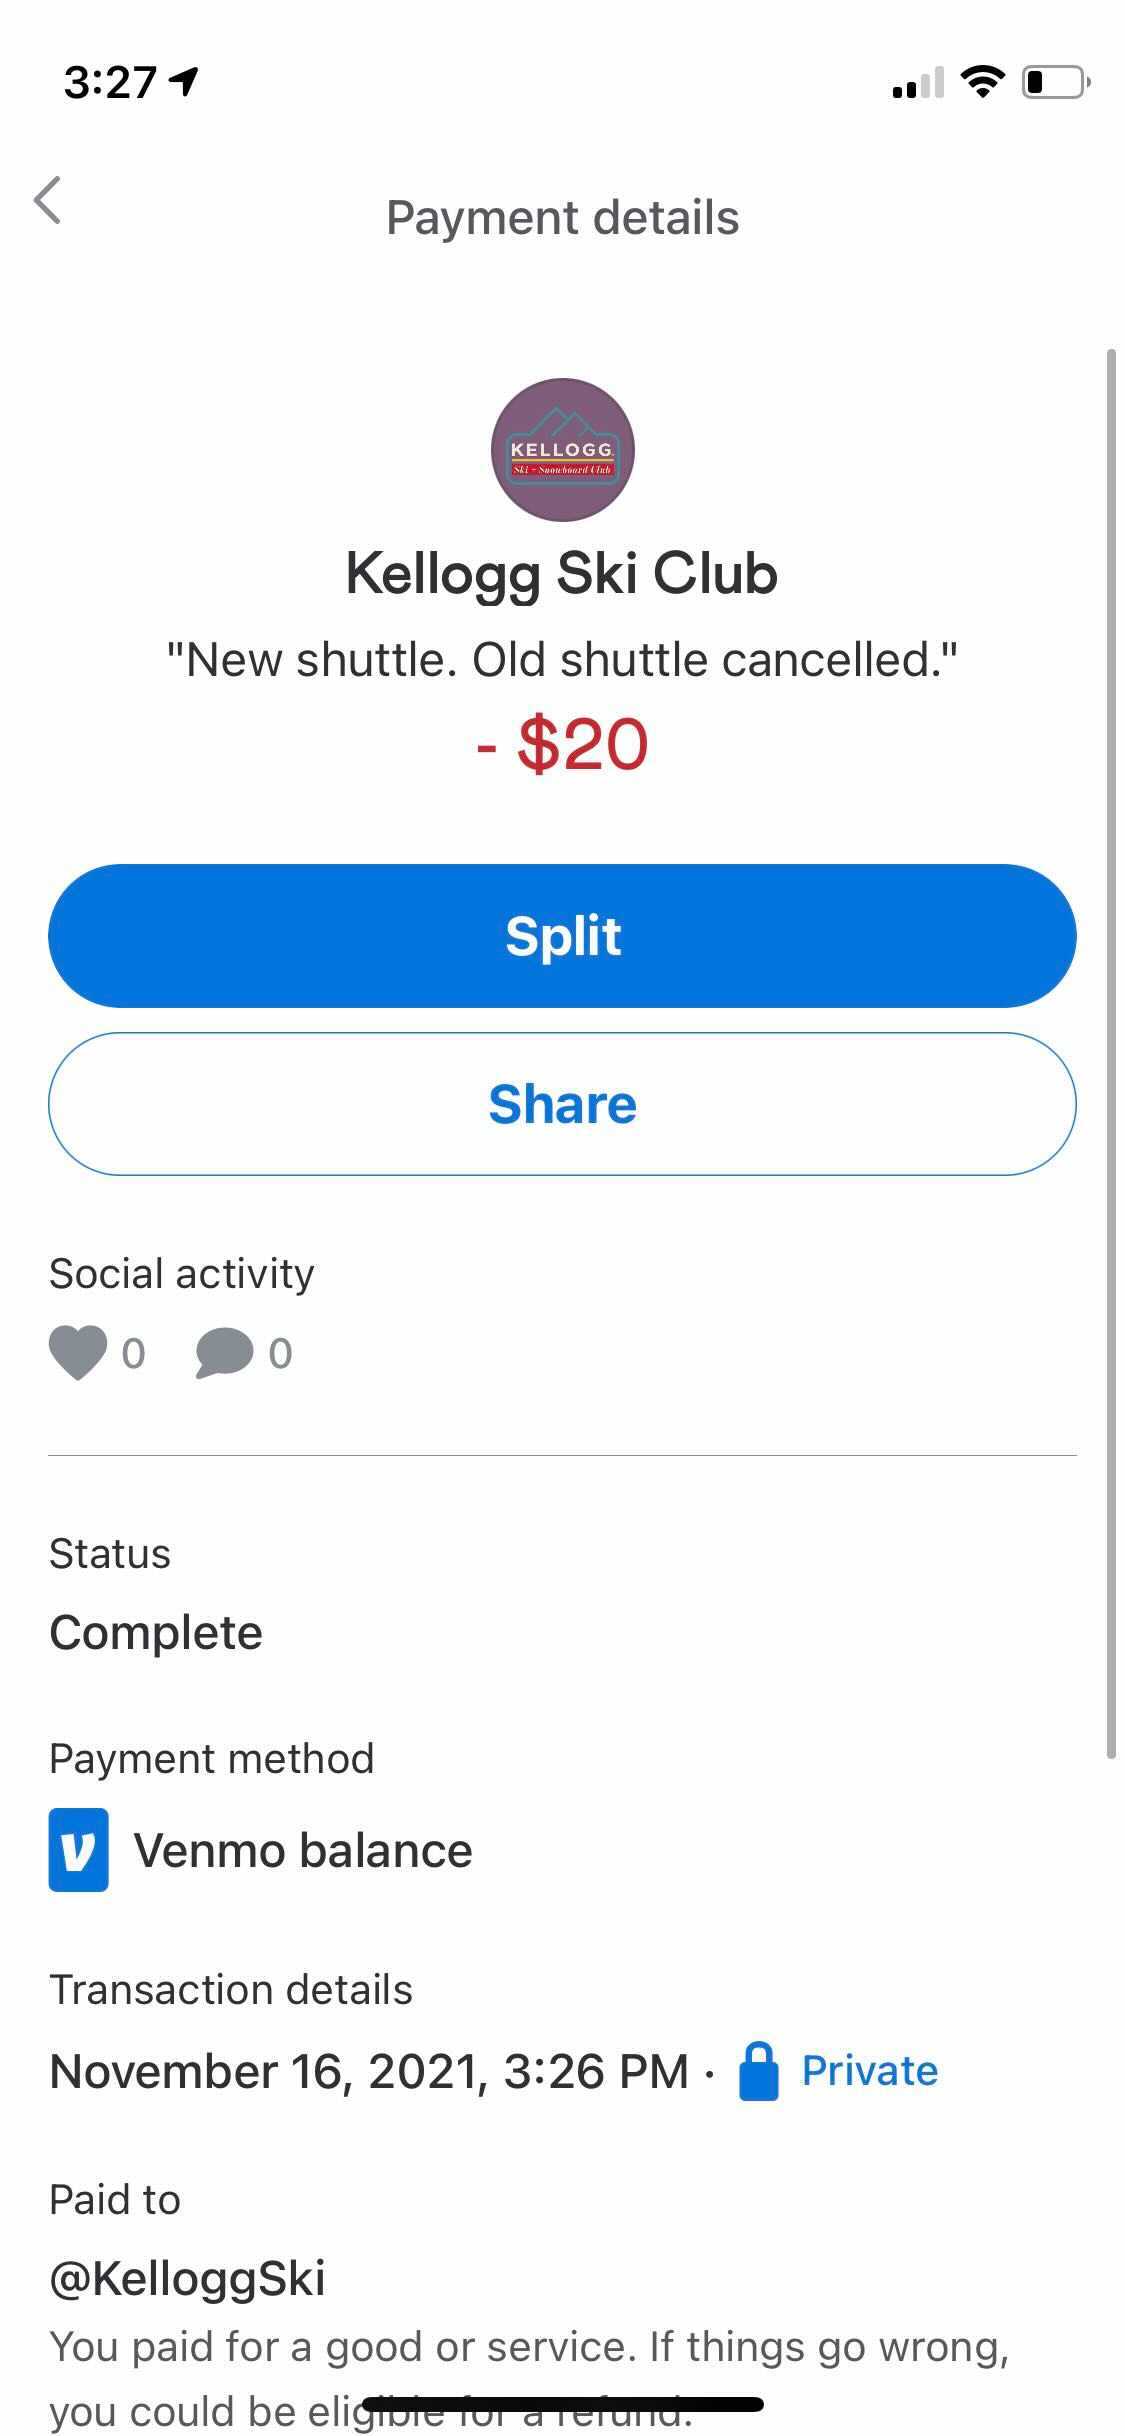 3:27
Payment details
KELLOGG
Ski - Snowboard Club
Kellogg Ski Club
"New shuttle. Old shuttle cancelled."
- $20
Split
Share
Social activity
0 0
Status
Complete
Payment method
V Venmo balance
Transaction details
November 16, 2021, 3:26 PM · Private
Paid to
@KelloggSki
You paid for a good or service. If things go wrong,
you could be eligible for a refund.